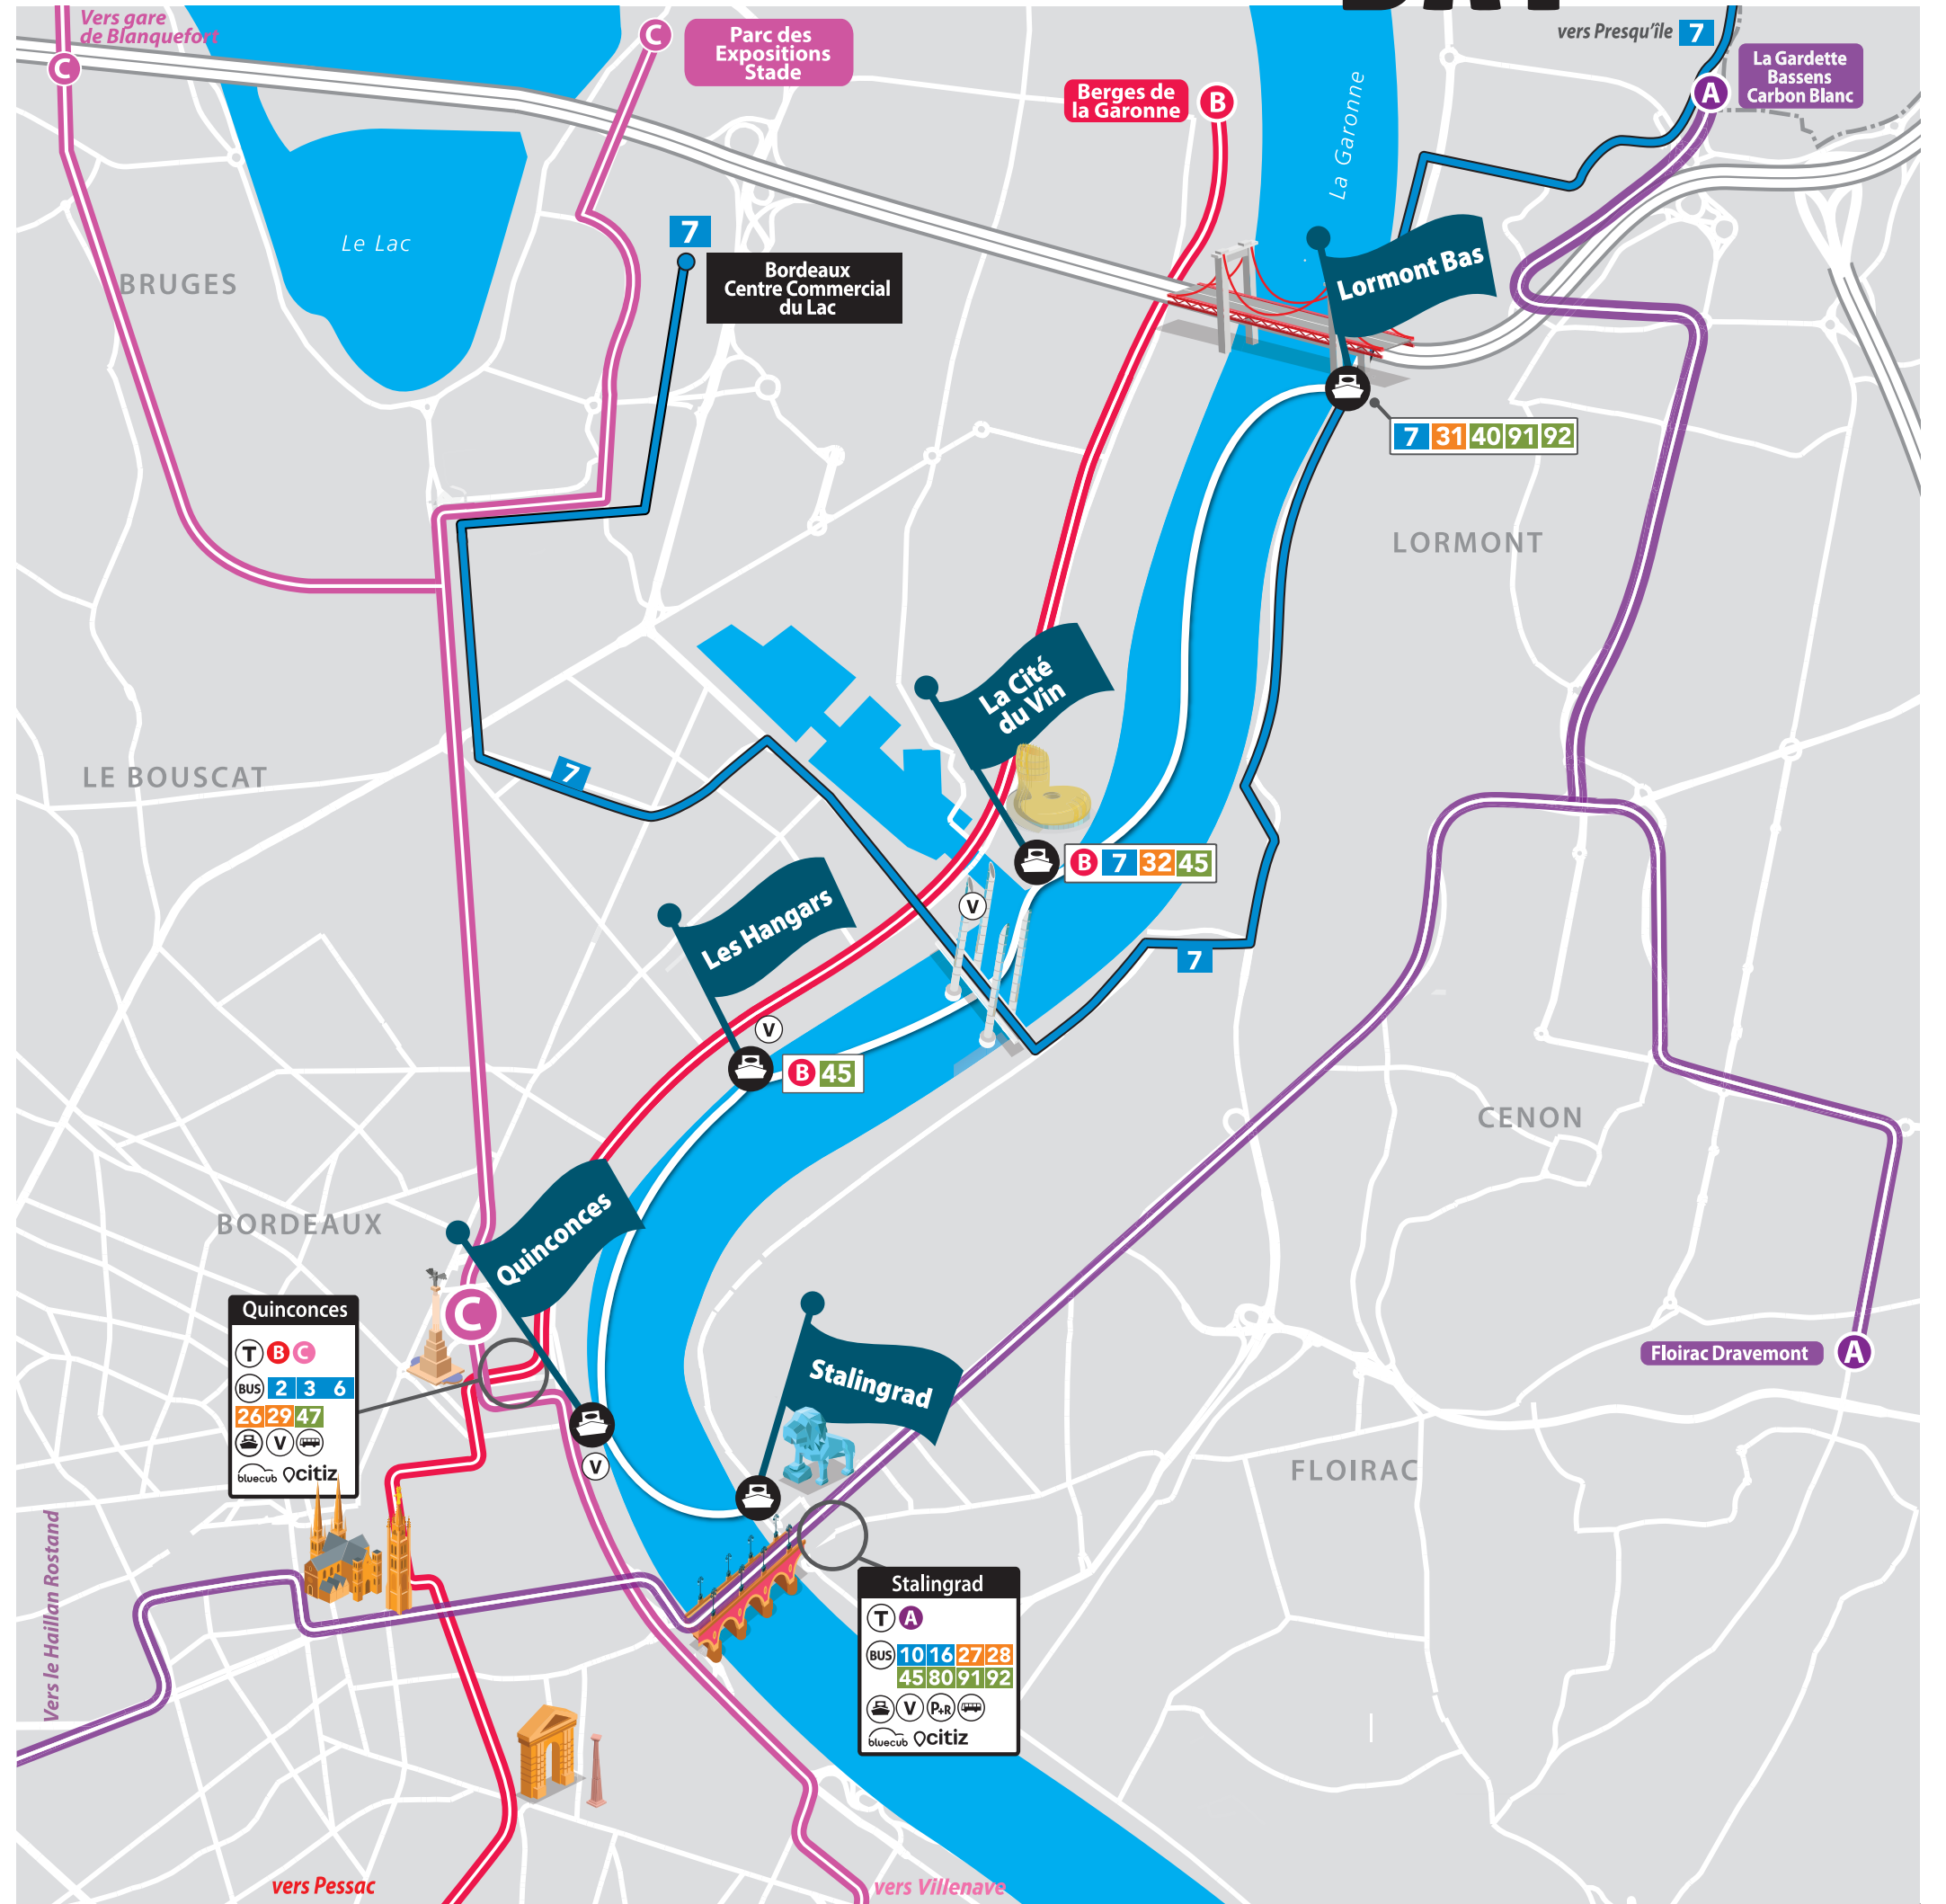 Vers gare
de Blanquefort
C
C
Parc des
Expositions
Stade
vers Presqu'île 7
La Gardette
Bassens
Carbon Blanc
A
Berges de
la Garonne
B
La Garonne
Le Lac
BRUGES
7
Bordeaux
Centre Commercial
du Lac
Lormont Bas
7 31 40 91 92
LORMONT
La Cité
du Vin
LE BOUSCAT
7
B 7 32 45
V
Les Hangars
7
V
B 45
CENON
BORDEAUX
Quinconces
C
Quinconces
T B C
BUS 2 3 6
26 29 47
V
bluecub citiz
V
Stalingrad
Floirac Dravemont
A
FLOIRAC
Vers le Haillan Rostand
Stalingrad
T A
BUS 10 16 27 28
45 80 91 92
V P+R
bluecub citiz
vers Pessac
vers Villenave